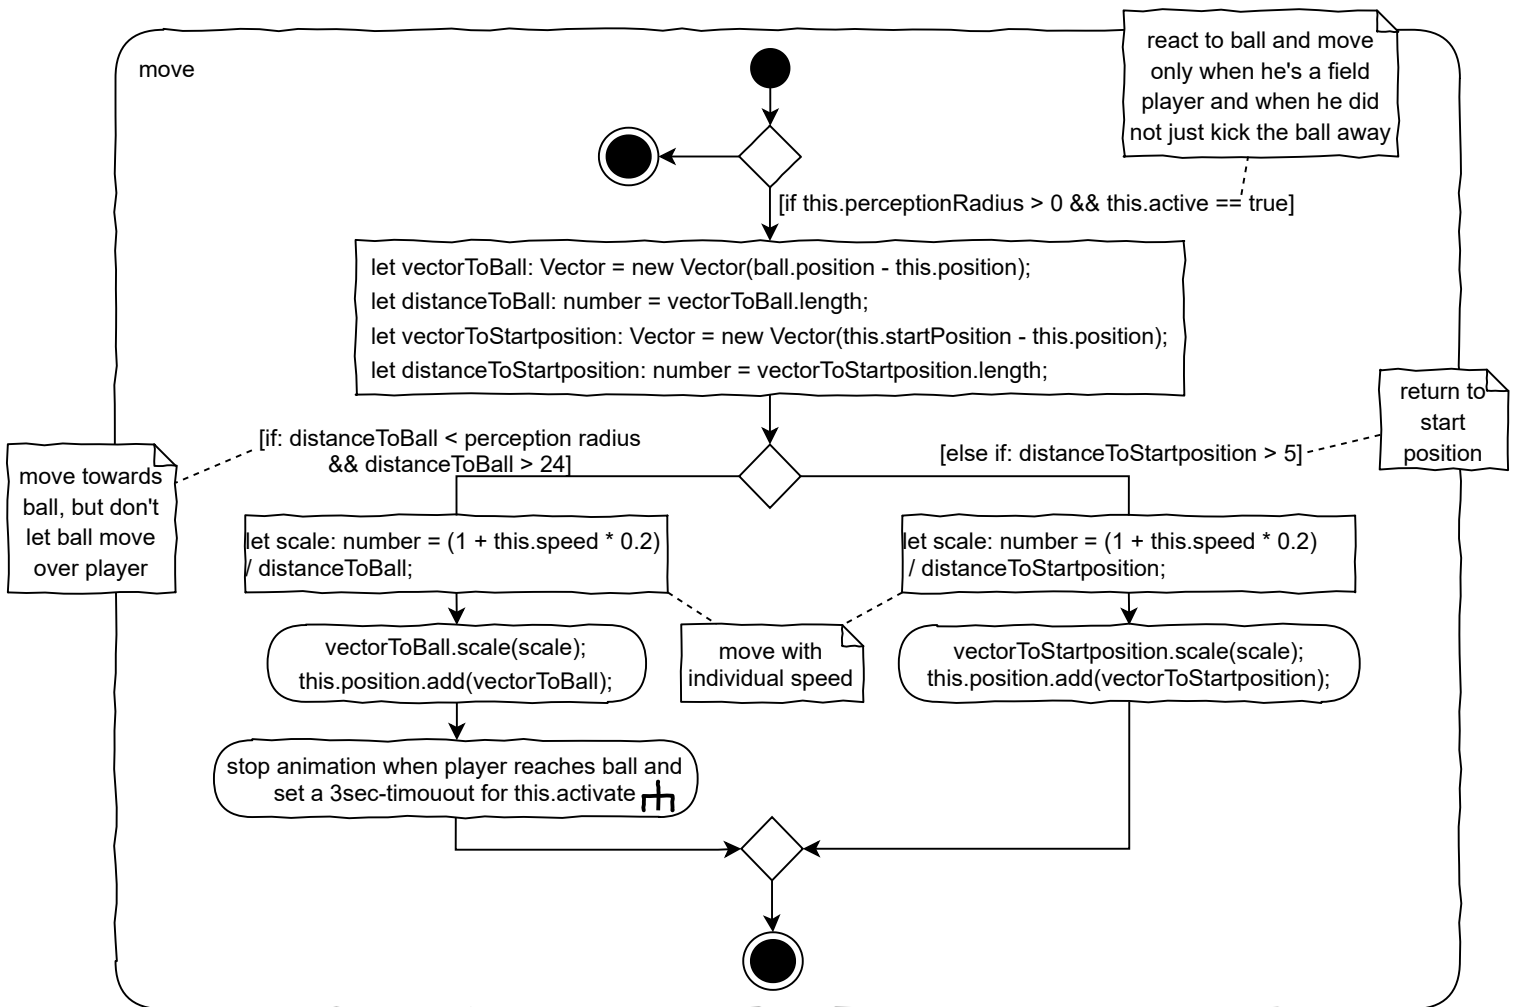 move
react to ball and move
only when he's a field
player and when he did
not just kick the ball away
[if this.perceptionRadius > 0 && this.active == true]
let vectorToBall: Vector = new Vector(ball.position - this.position);
let distanceToBall: number = vectorToBall.length;
let vectorToStartposition: Vector = new Vector(this.startPosition - this.position);
let distanceToStartposition: number = vectorToStartposition.length;
[if: distanceToBall < perception radius
&& distanceToBall > 24]
[else if: distanceToStartposition > 5]
return to
start
position
move towards
ball, but don't
let ball move
over player
let scale: number = (1 + this.speed * 0.2)
/ distanceToBall;
let scale: number = (1 + this.speed * 0.2)
/ distanceToStartposition;
vectorToBall.scale(scale);
this.position.add(vectorToBall);
move with
individual speed
vectorToStartposition.scale(scale);
this.position.add(vectorToStartposition);
stop animation when player reaches ball and
set a 3sec-timouout for this.activate